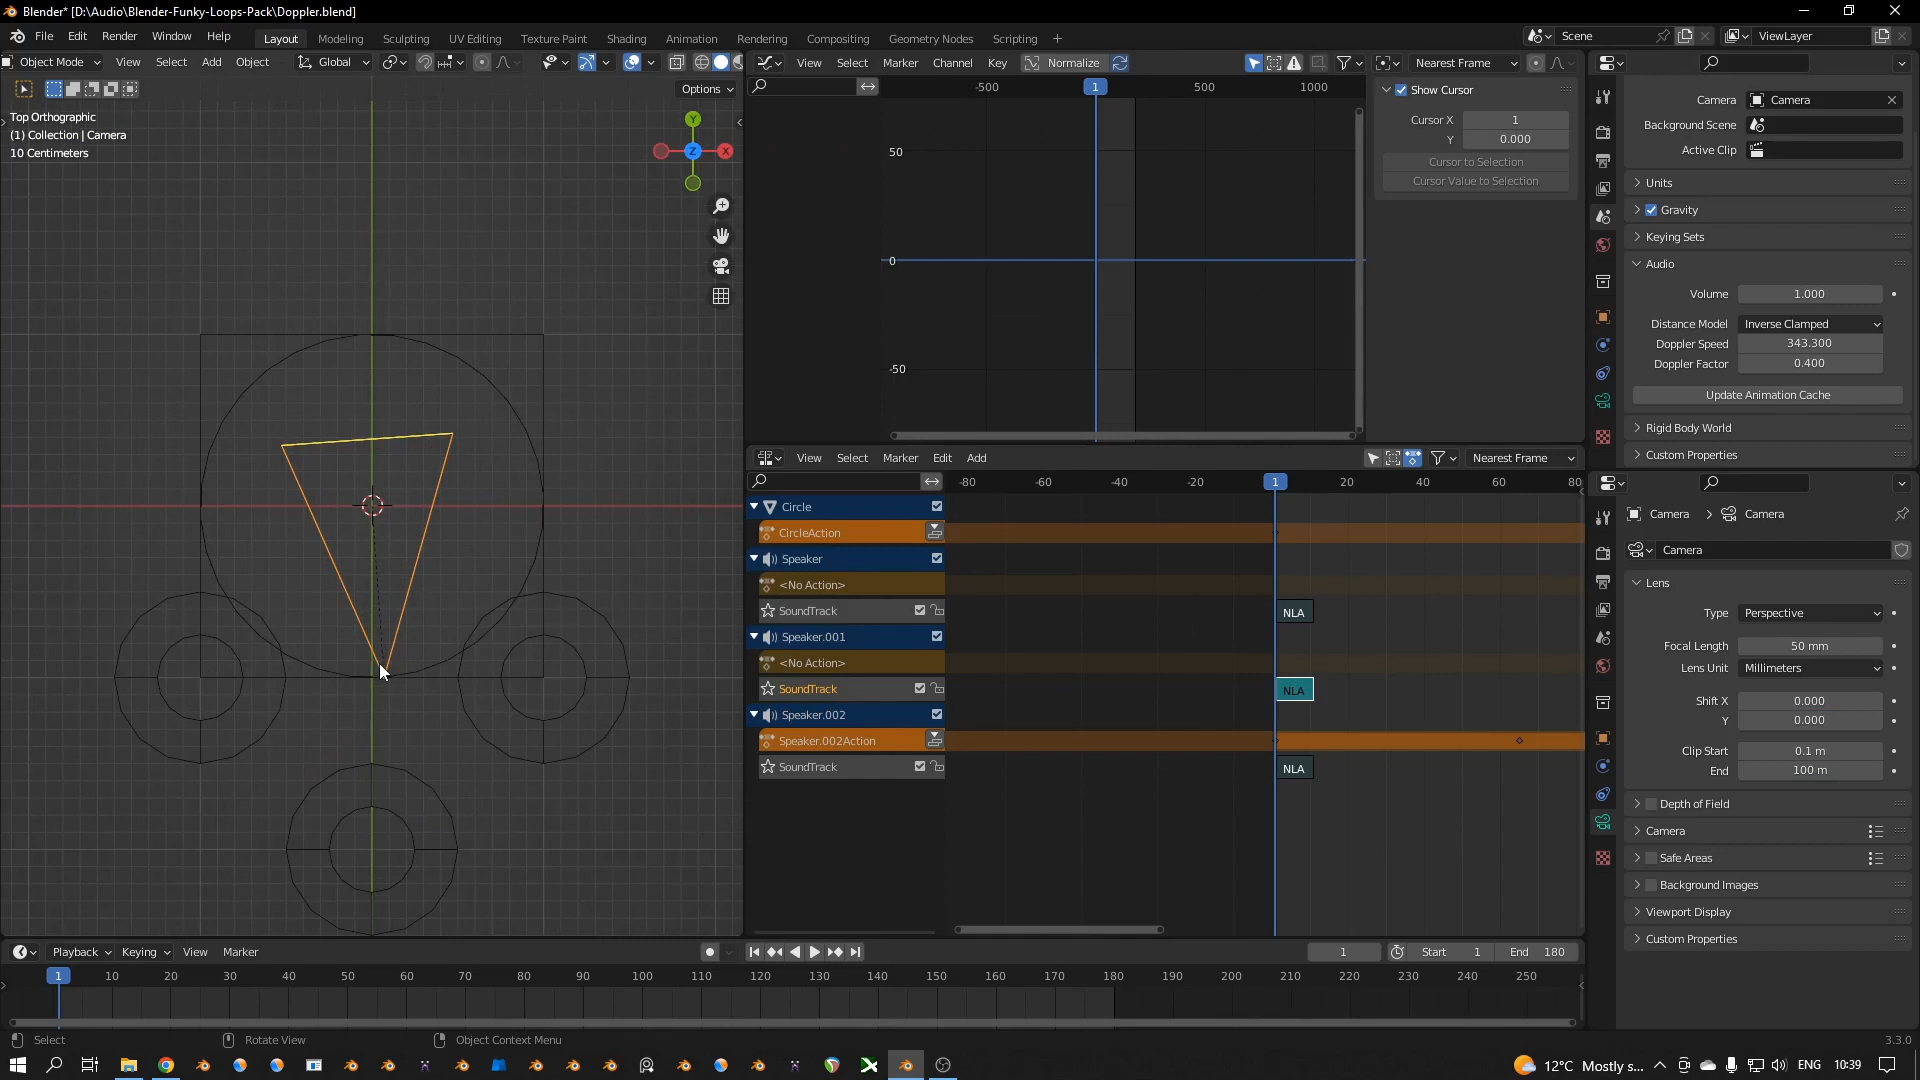 Blender* [D:\Audio\Blender-Funky-Loops-Pack\Doppler.blend]
File Edit Render Window Help Layout Modeling Sculpting UV Editing Texture Paint Shading Animation Rendering Compositing Geometry Nodes Scripting + Scene ViewLayer
Object Mode View Select Add Object Global
Options
Top Orthographic
(1) Collection | Camera
10 Centimeters
Y
Z X
View Select Marker Channel Key Normalize Nearest Frame
-500 1 500 1000
50
0
-50
Show Cursor
Cursor X 1
Y 0.000
Cursor to Selection
Cursor Value to Selection
Camera Camera
Background Scene
Active Clip
Units
Gravity
Keying Sets
Audio
Volume 1.000
Distance Model Inverse Clamped
Doppler Speed 343.300
Doppler Factor 0.400
Update Animation Cache
Rigid Body World
Custom Properties
View Select Marker Edit Add Nearest Frame
-80 -60 -40 -20 1 20 40 60 80
Circle
CircleAction
Speaker
<No Action>
SoundTrack NLA
Speaker.001
<No Action>
SoundTrack NLA
Speaker.002
Speaker.002Action
SoundTrack NLA
Camera Camera
Camera
Lens
Type Perspective
Focal Length 50 mm
Lens Unit Millimeters
Shift X 0.000
Y 0.000
Clip Start 0.1 m
End 100 m
Depth of Field
Camera
Safe Areas
Background Images
Viewport Display
Custom Properties
Playback Keying View Marker 1 Start 1 End 180
1 10 20 30 40 50 60 70 80 90 100 110 120 130 140 150 160 170 180 190 200 210 220 230 240 250
Select Rotate View Object Context Menu 3.3.0
12°C Mostly s... ENG 10:39